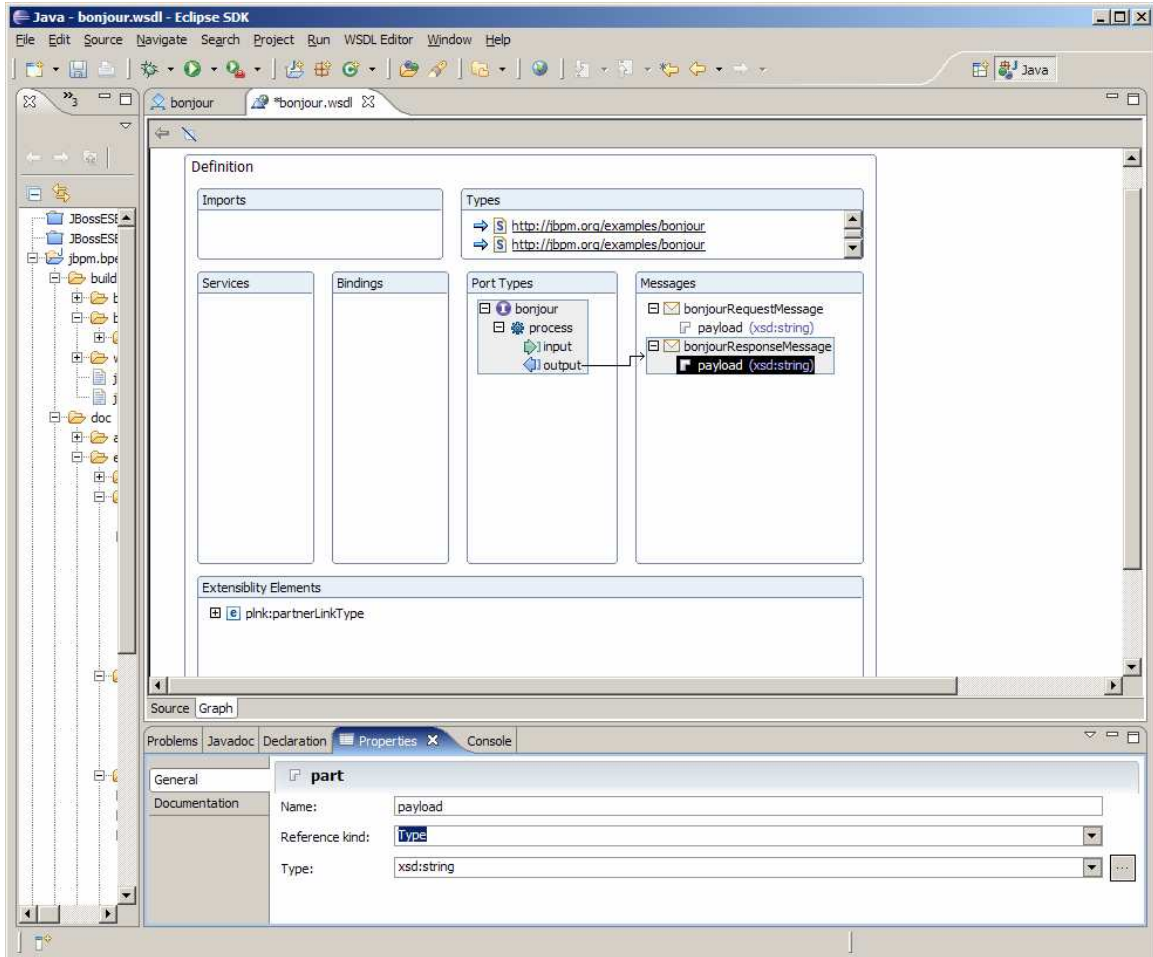 Java - bonjour.wsdl - Eclipse SDK
File Edit Source Navigate Search Project Run WSDL Editor Window Help
Java
»3
bonjour *bonjour.wsdl
Definition
Imports
Types
http://jbpm.org/examples/bonjour
http://jbpm.org/examples/bonjour
JBossESE
JBossESE
jbpm.bpe
build
doc
Services
Bindings
Port Types
bonjour
process
input
output
Messages
bonjourRequestMessage
payload (xsd:string)
bonjourResponseMessage
payload (xsd:string)
Extensiblity Elements
e plnk:partnerLinkType
Source Graph
Problems Javadoc Declaration Properties Console
General
Documentation
part
Name: payload
Reference kind: Type
Type: xsd:string ...